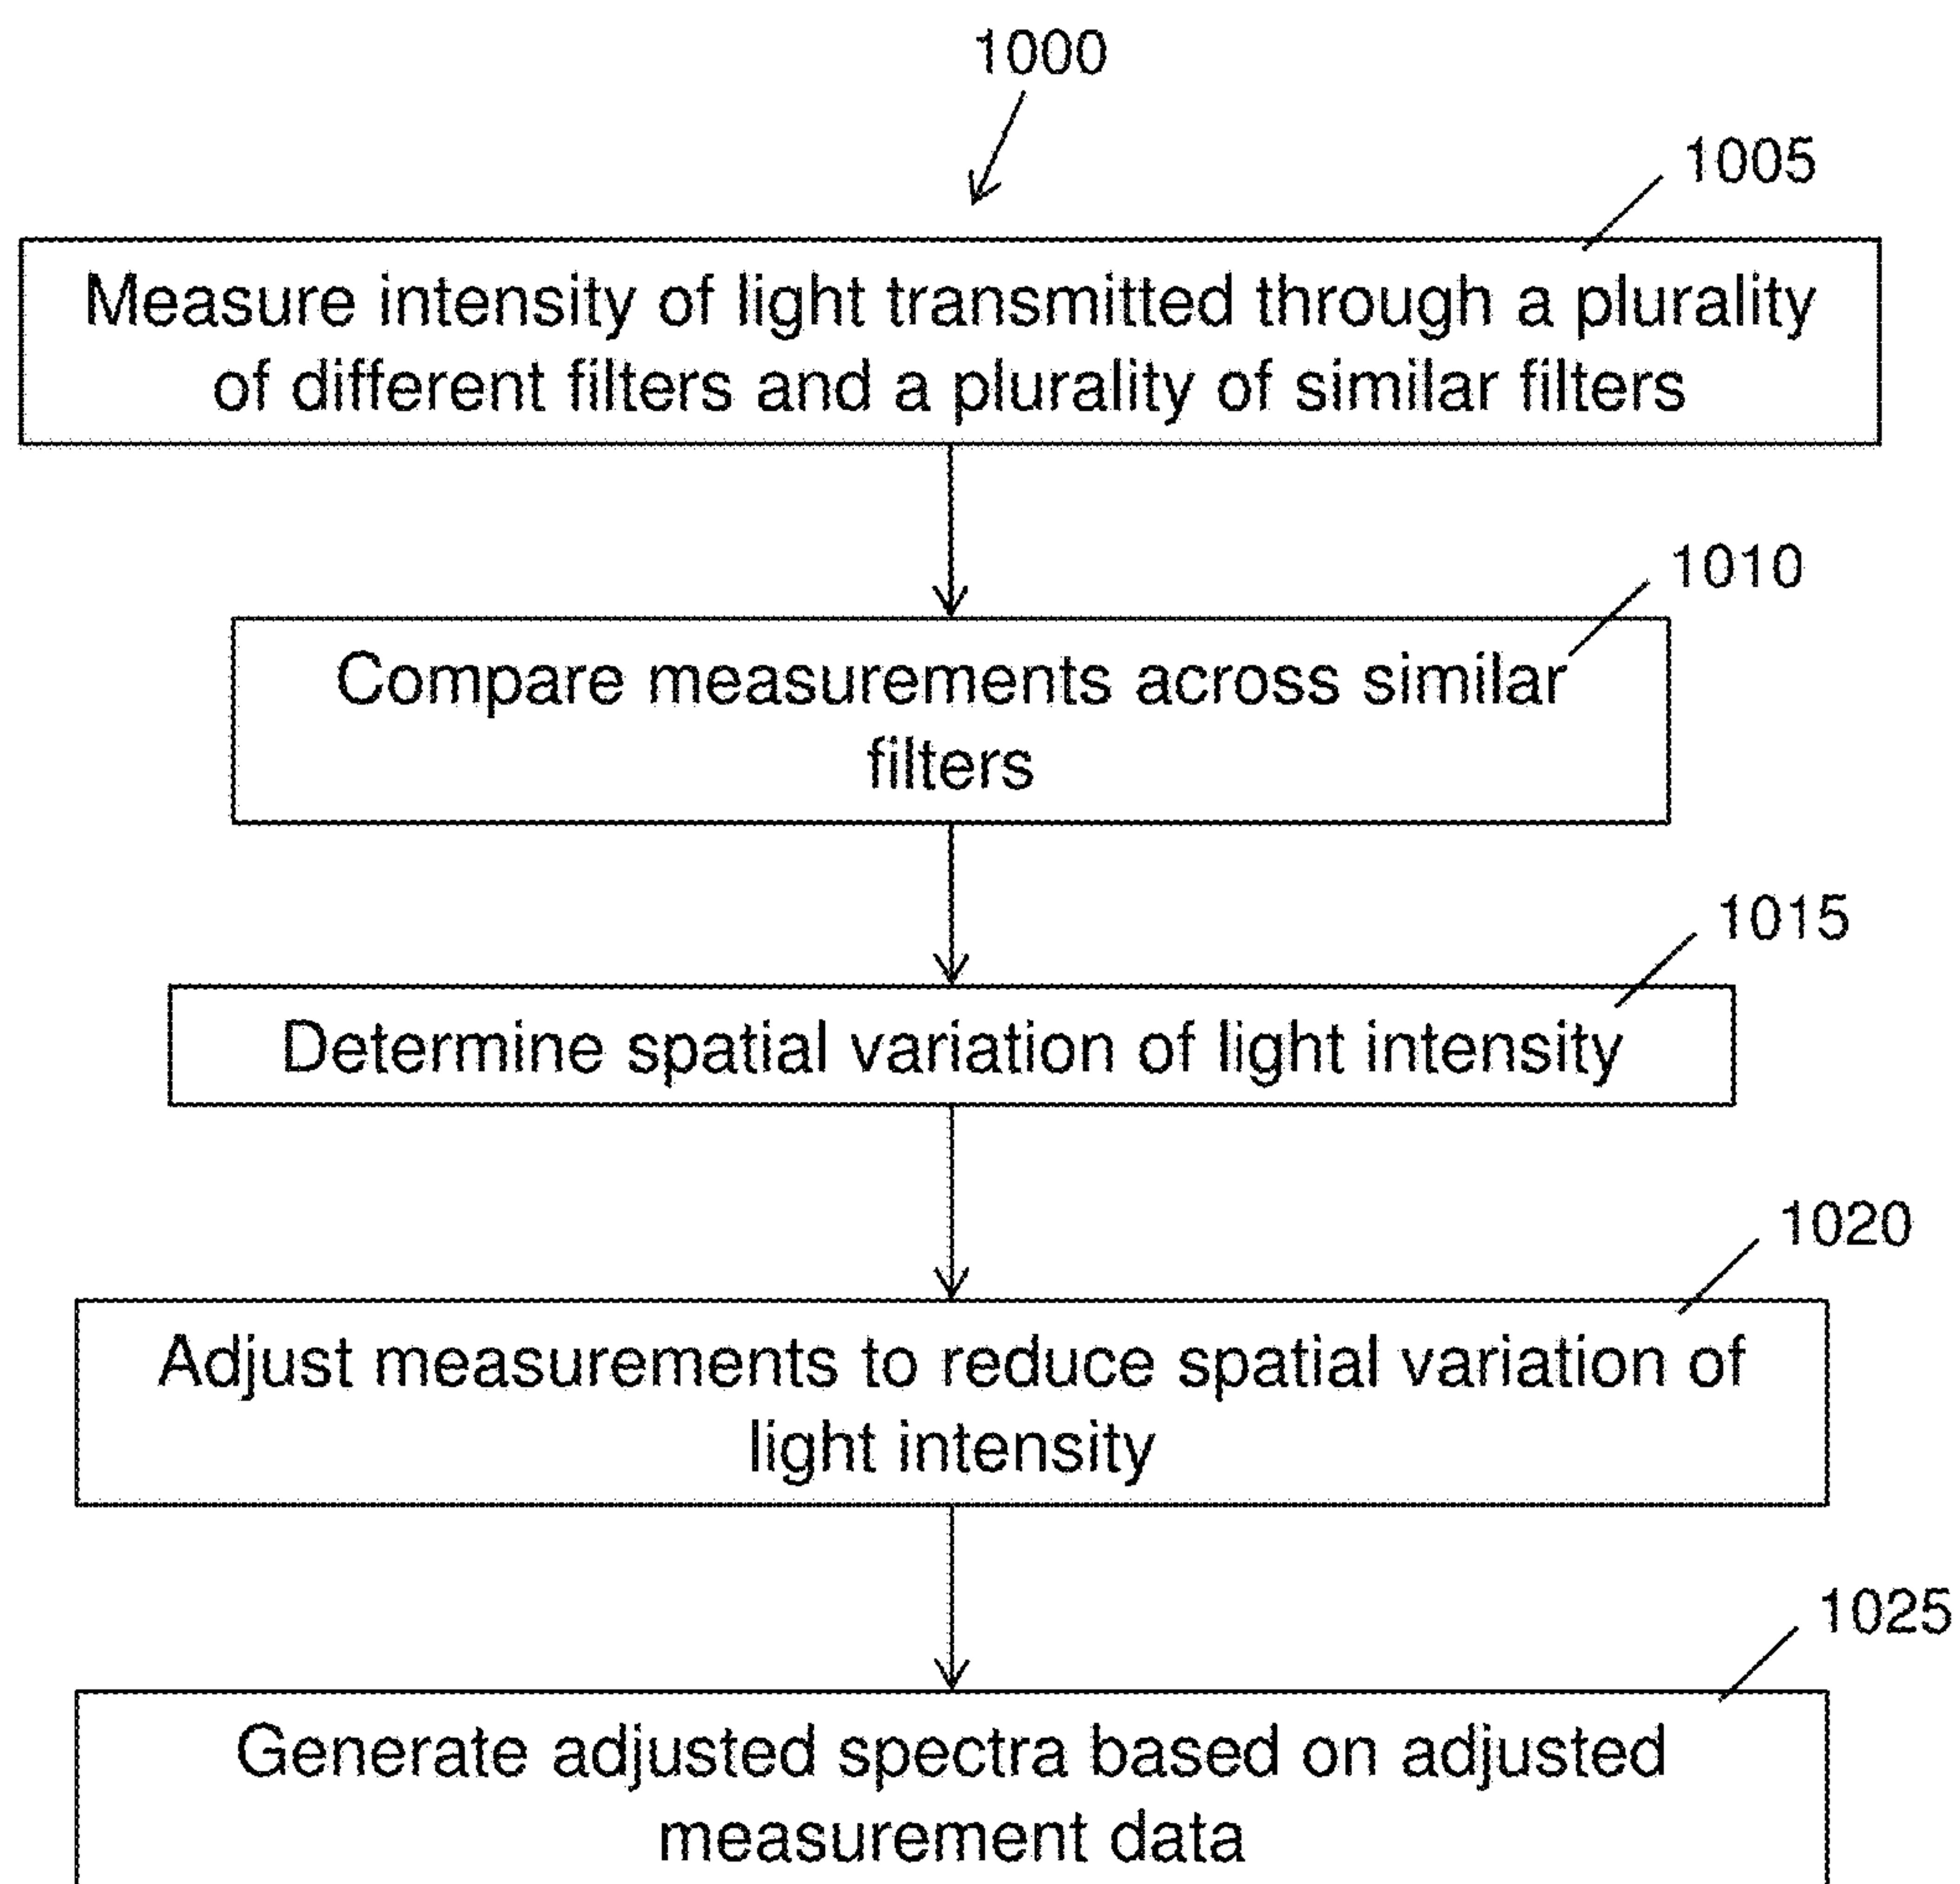 1000
1005
Measure intensity of light transmitted through a plurality
of different filters and a plurality of similar filters
1010
Compare measurements across similar
filters
1015
Determine spatial variation of light intensity
1020
Adjust measurements to reduce spatial variation of
light intensity
1025
Generate adjusted spectra based on adjusted
measurement data